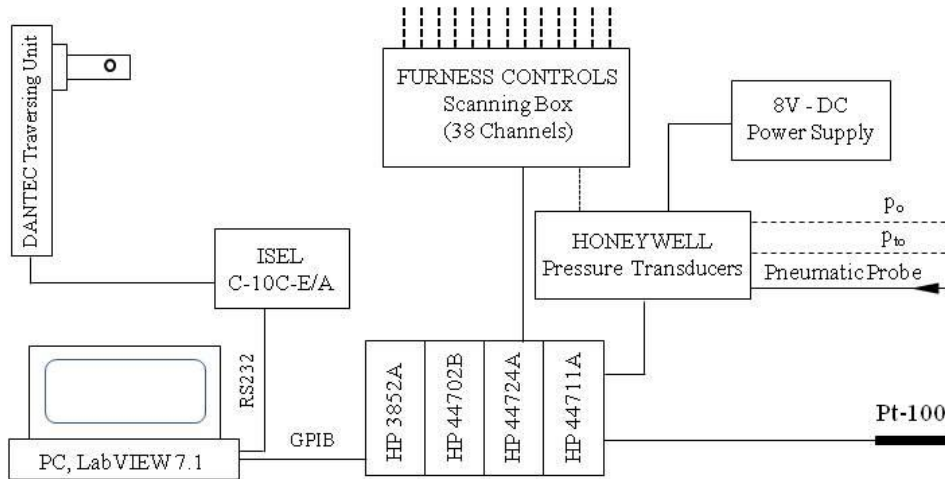 DANTEC Traversing Unit
FURNESS CONTROLS
Scanning Box
(38 Channels)
8V - DC
Power Supply
ISEL
C-10C-E/A
HONEYWELL
Pressure Transducers
po
pto
Pneumatic Probe
RS232
GPIB
HP 3852A
HP 44702B
HP 44724A
HP 44711A
Pt-100
PC, LabVIEW 7.1